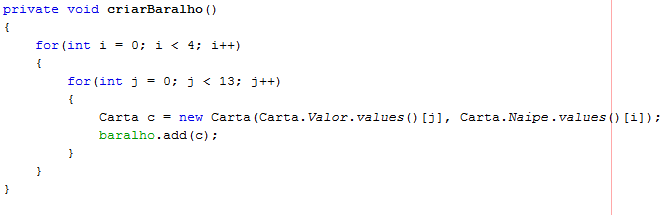 private void criarBaralho()
{
for(int i = 0; i < 4; i++)
{
for(int j = 0; j < 13; j++)
{
Carta c = new Carta(Carta.Valor.values()[j], Carta.Naipe.values()[i]);
baralho.add(c);
}
}
}